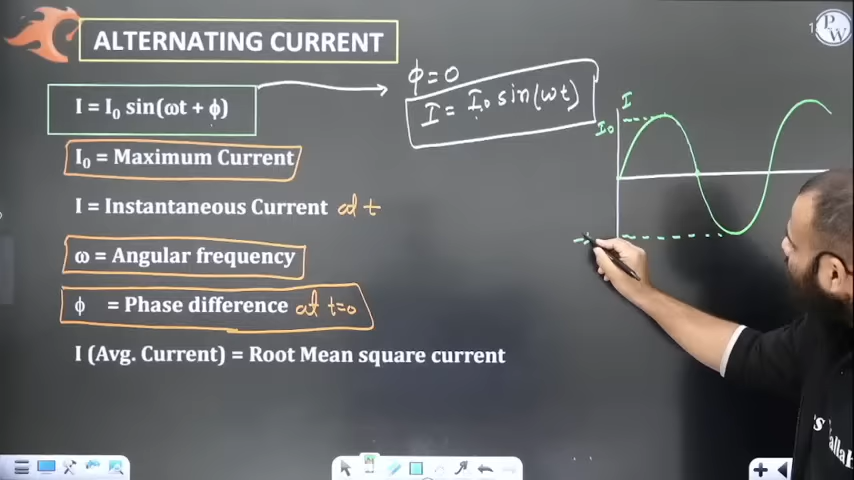 ALTERNATING CURRENT
I = I₀ sin(ωt + ϕ)
ϕ = 0
I = I₀ sin(ωt)
I₀ = Maximum Current
I = Instantaneous Current at t
ω = Angular frequency
ϕ = Phase difference at t=0
I (Avg. Current) = Root Mean square current
I
I₀
P
W